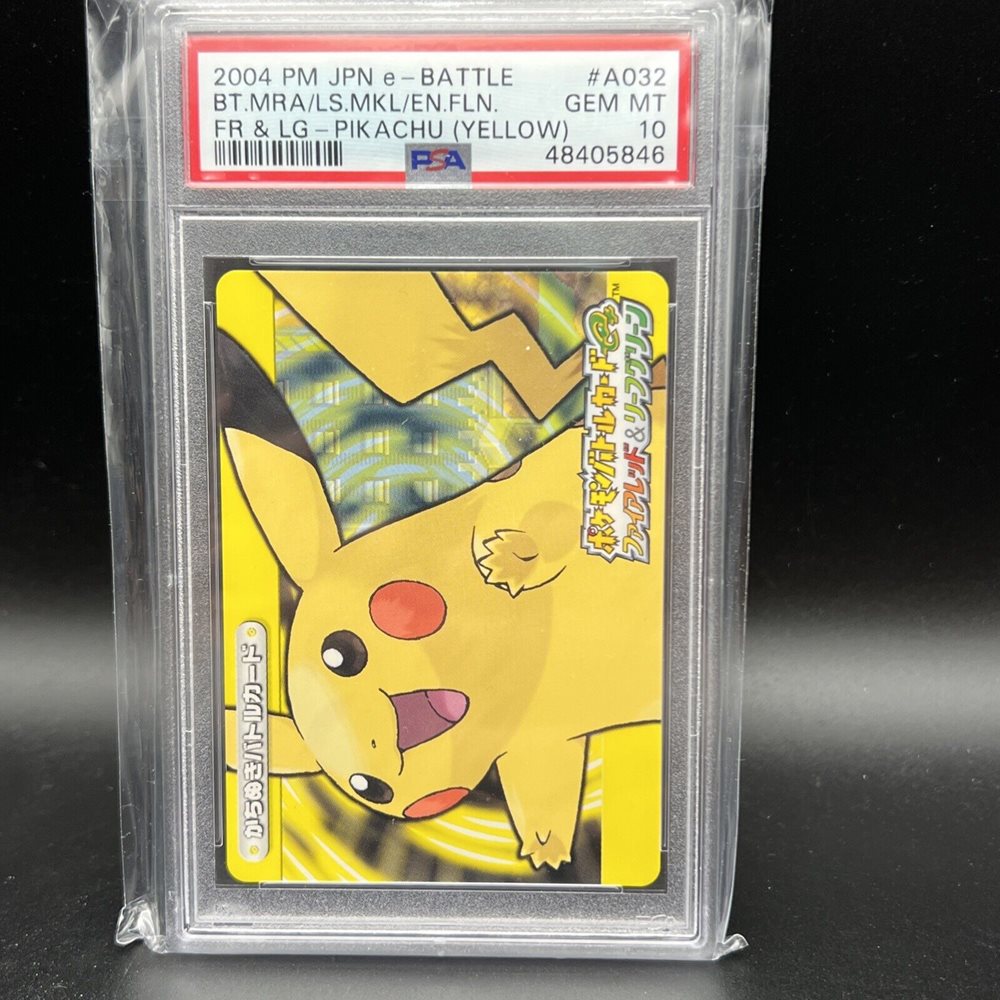 2004 PM JPN e-BATTLE #A032
BT.MRA/LS.MKL/EN.FLN. GEM MT
FR & LG-PIKACHU (YELLOW) 10
PSA 48405846
ポケモンバトルカードe+ ™
ファイアレッド&リーフグリーン
からぬきバトルカード